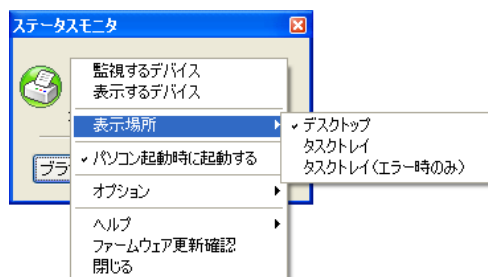 ステータスモニタ
監視するデバイス
表示するデバイス
表示場所
デスクトップ
タスクトレイ
タスクトレイ(エラー時のみ)
パソコン起動時に起動する
ブラ
オプション
ヘルプ
ファームウェア更新確認
閉じる